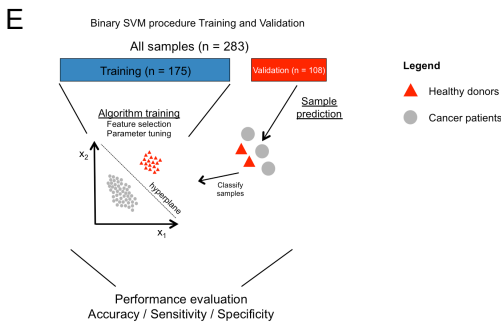 E
Binary SVM procedure Training and Validation
All samples (n = 283)
Training (n = 175)
Validation (n = 108)
Legend
Healthy donors
Cancer patients
Algorithm training
Feature selection
Parameter tuning
Sample
prediction
x2
hyperplane
x1
Classify
samples
Performance evaluation
Accuracy / Sensitivity / Specificity